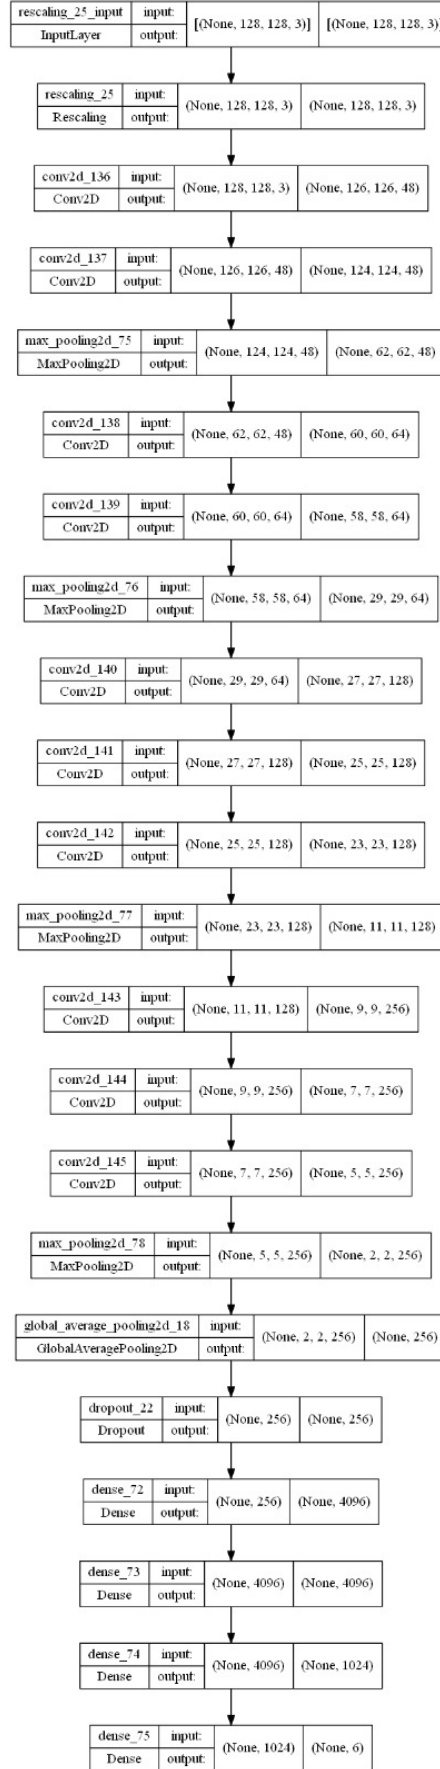 rescaling_25_input input: [(None, 128, 128, 3)] [(None, 128, 128, 3)]
InputLayer output:
rescaling_25 input: (None, 128, 128, 3) (None, 128, 128, 3)
Rescaling output:
conv2d_136 input: (None, 128, 128, 3) (None, 126, 126, 48)
Conv2D output:
conv2d_137 input: (None, 126, 126, 48) (None, 124, 124, 48)
Conv2D output:
max_pooling2d_75 input: (None, 124, 124, 48) (None, 62, 62, 48)
MaxPooling2D output:
conv2d_138 input: (None, 62, 62, 48) (None, 60, 60, 64)
Conv2D output:
conv2d_139 input: (None, 60, 60, 64) (None, 58, 58, 64)
Conv2D output:
max_pooling2d_76 input: (None, 58, 58, 64) (None, 29, 29, 64)
MaxPooling2D output:
conv2d_140 input: (None, 29, 29, 64) (None, 27, 27, 128)
Conv2D output:
conv2d_141 input: (None, 27, 27, 128) (None, 25, 25, 128)
Conv2D output:
conv2d_142 input: (None, 25, 25, 128) (None, 23, 23, 128)
Conv2D output:
max_pooling2d_77 input: (None, 23, 23, 128) (None, 11, 11, 128)
MaxPooling2D output:
conv2d_143 input: (None, 11, 11, 128) (None, 9, 9, 256)
Conv2D output:
conv2d_144 input: (None, 9, 9, 256) (None, 7, 7, 256)
Conv2D output:
conv2d_145 input: (None, 7, 7, 256) (None, 5, 5, 256)
Conv2D output:
max_pooling2d_78 input: (None, 5, 5, 256) (None, 2, 2, 256)
MaxPooling2D output:
global_average_pooling2d_18 input: (None, 2, 2, 256) (None, 256)
GlobalAveragePooling2D output:
dropout_22 input: (None, 256) (None, 256)
Dropout output:
dense_72 input: (None, 256) (None, 4096)
Dense output:
dense_73 input: (None, 4096) (None, 4096)
Dense output:
dense_74 input: (None, 4096) (None, 1024)
Dense output:
dense_75 input: (None, 1024) (None, 6)
Dense output: